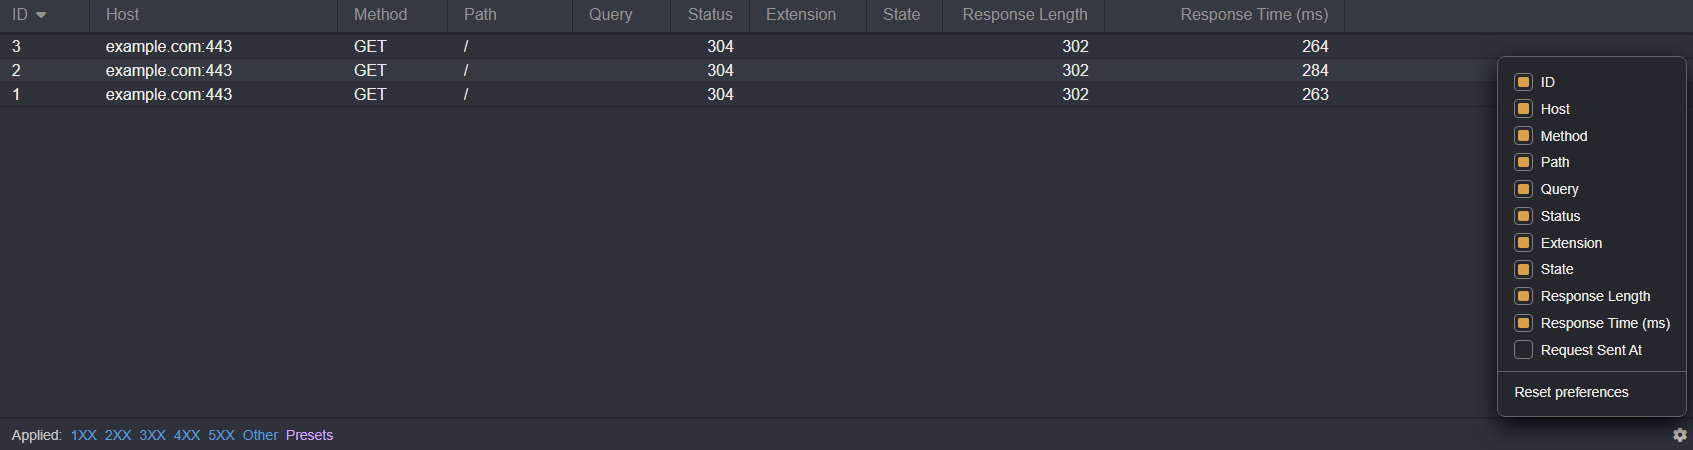 ID Host Method Path Query Status Extension State Response Length Response Time (ms)
3 example.com:443 GET / 304 302 264
2 example.com:443 GET / 304 302 284
1 example.com:443 GET / 304 302 263
ID
Host
Method
Path
Query
Status
Extension
State
Response Length
Response Time (ms)
Request Sent At
Reset preferences
Applied: 1XX 2XX 3XX 4XX 5XX Other Presets